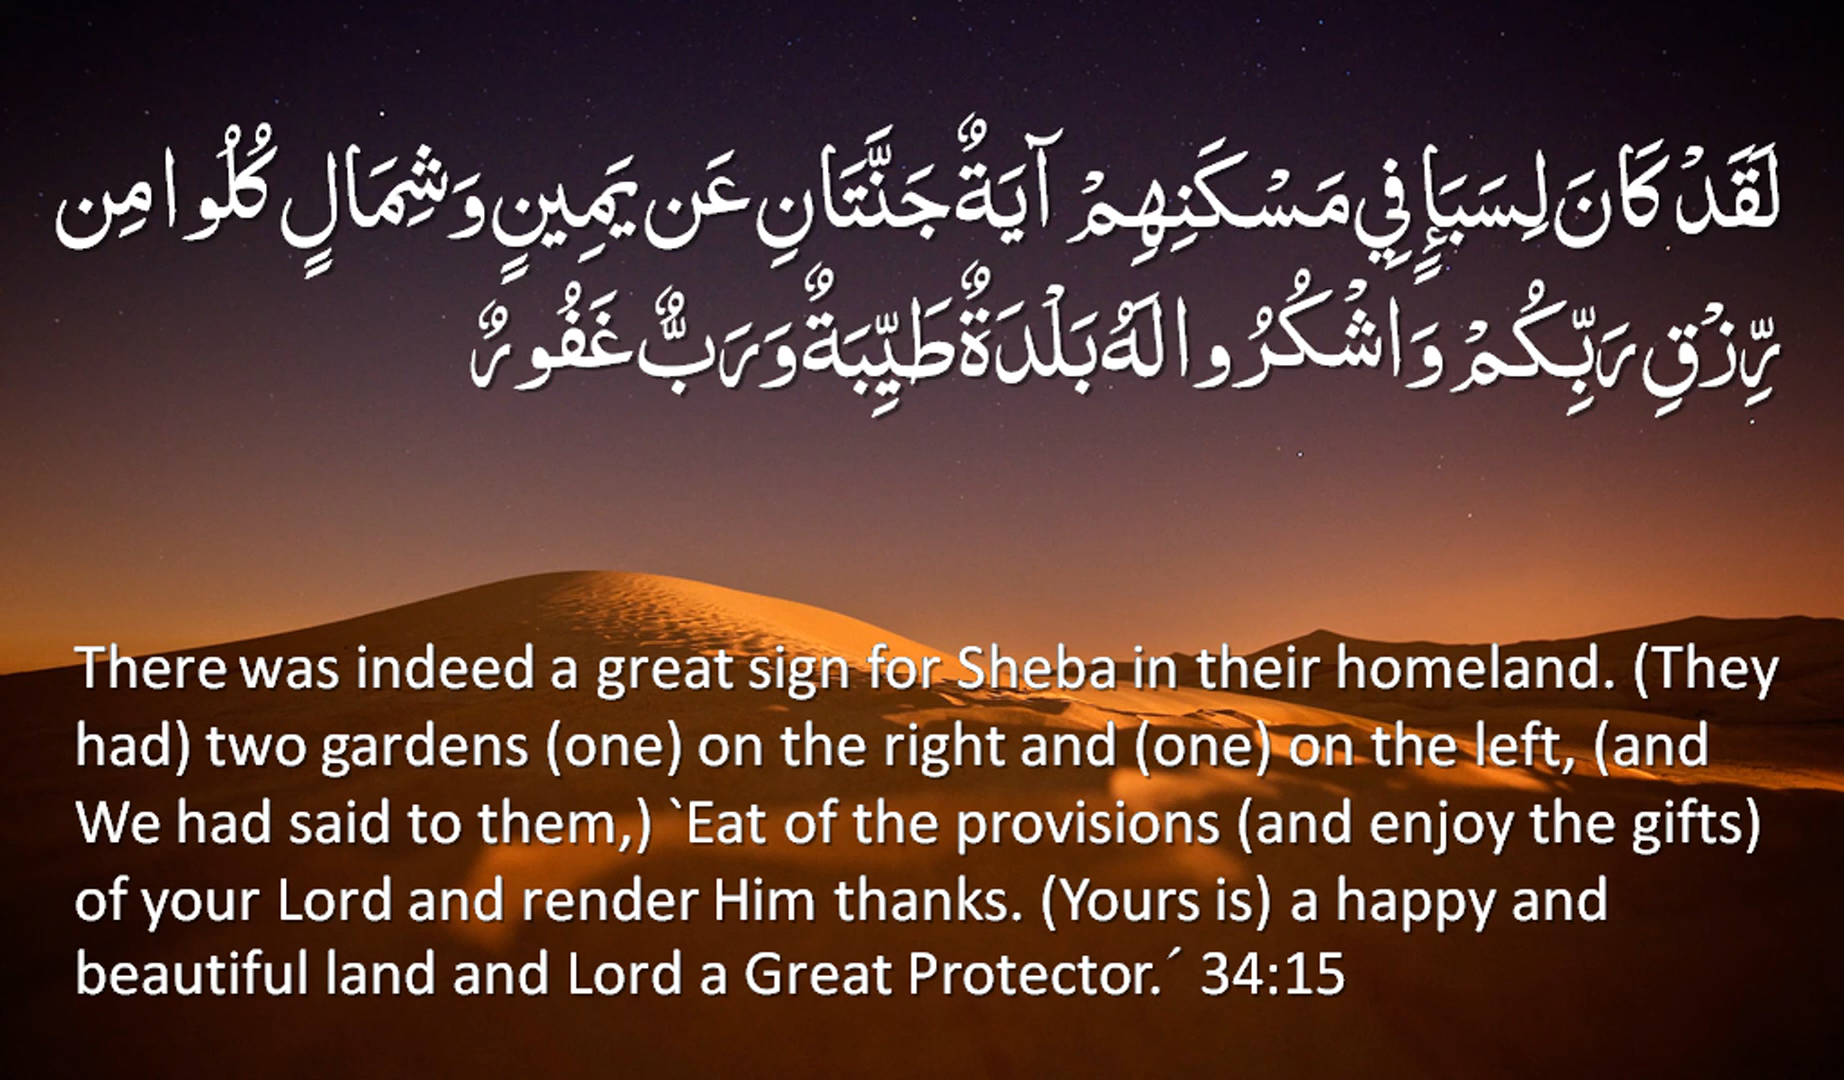 لَقَدْ كَانَ لِسَبَإٍ فِي مَسْكَنِهِمْ آيَةٌ جَنَّتَانِ عَن يَمِينٍ وَشِمَالٍ كُلُوا مِن
رِّزْقِ رَبِّكُمْ وَاشْكُرُوا لَهُ بَلْدَةٌ طَيِّبَةٌ وَرَبٌّ غَفُورٌ
There was indeed a great sign for Sheba in their homeland. (They
had) two gardens (one) on the right and (one) on the left, (and
We had said to them,) `Eat of the provisions (and enjoy the gifts)
of your Lord and render Him thanks. (Yours is) a happy and
beautiful land and Lord a Great Protector.´ 34:15